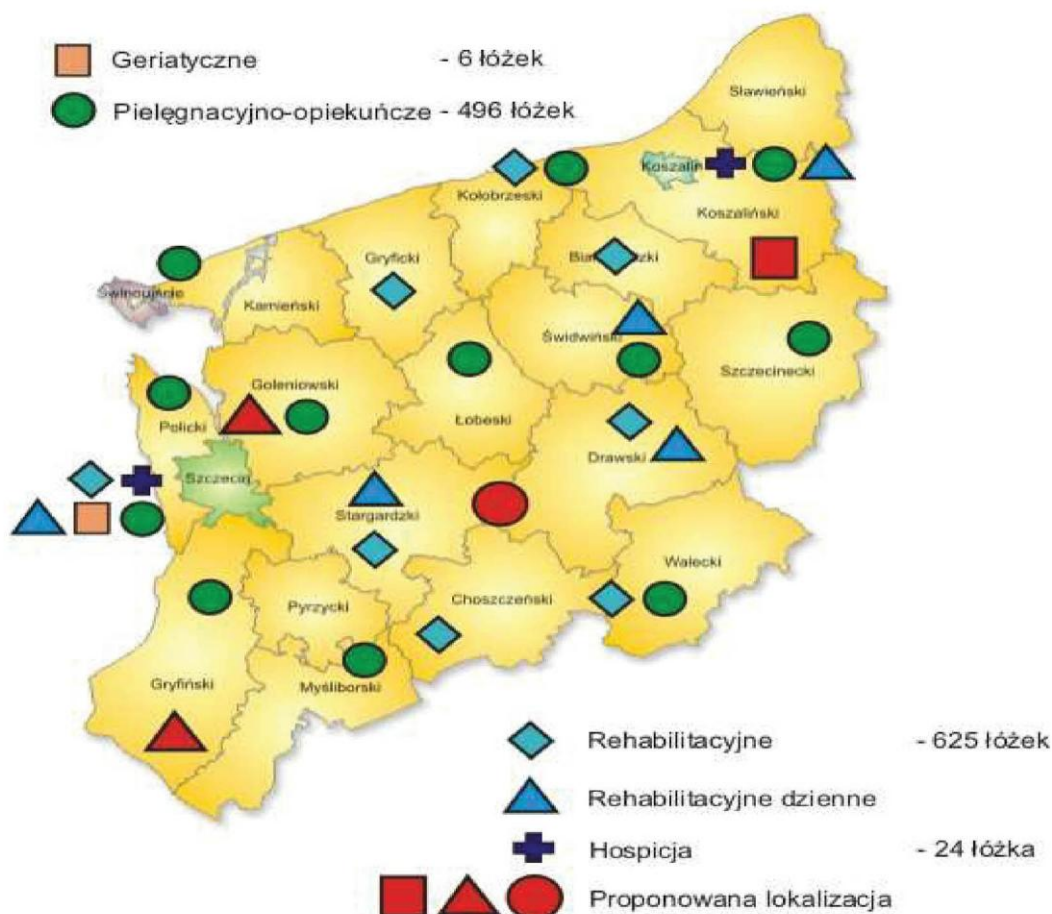 Geriatyczne - 6 łóżek
Pielęgnacyjno-opiekuńcze - 496 łóżek
Sławieński
Koszalin
Kołobrzeski
Koszaliński
Gryficki
Świnoujście
Kamieński
Świdwiński
Szczecinecki
Goleniowski
Łobeski
Policki
Drawski
Stargardzki
Wałecki
Pyrzycki
Choszczeński
Gryfiński
Myśliborski
Rehabilitacyjne - 625 łóżek
Rehabilitacyjne dzienne
Hospicja - 24 łóżka
Proponowana lokalizacja